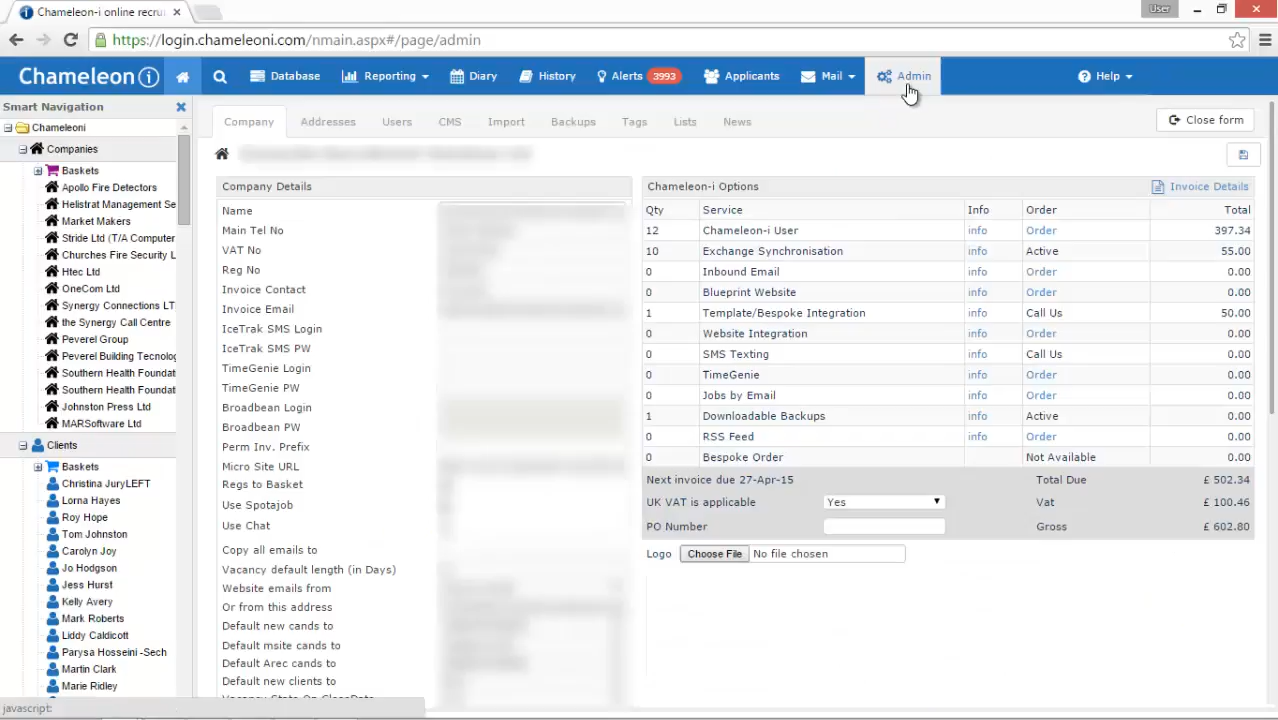 Chameleon-i online recru
User
https://login.chameleoni.com/nmain.aspx#/page/admin
Chameleon i
Database
Reporting
Diary
History
Alerts 3993
Applicants
Mail
Admin
Help
Smart Navigation
Chameleoni
Companies
Baskets
Apollo Fire Detectors
Helistrat Management Se
Market Makers
Stride Ltd (T/A Computer
Churches Fire Security L
Htec Ltd
OneCom Ltd
Synergy Connections LT
the Synergy Call Centre
Peverel Group
Peverel Building Tecnolog
Southern Health Foundat
Southern Health Foundat
Johnston Press Ltd
MARSoftware Ltd
Clients
Baskets
Christina JuryLEFT
Lorna Hayes
Roy Hope
Tom Johnston
Carolyn Joy
Jo Hodgson
Jess Hurst
Kelly Avery
Mark Roberts
Liddy Caldicott
Parysa Hosseini -Sech
Martin Clark
Marie Ridley
javascript:
Company Addresses Users CMS Import Backups Tags Lists News
Close form
Company Details
Name
Main Tel No
VAT No
Reg No
Invoice Contact
Invoice Email
IceTrak SMS Login
IceTrak SMS PW
TimeGenie Login
TimeGenie PW
Broadbean Login
Broadbean PW
Perm Inv. Prefix
Micro Site URL
Regs to Basket
Use Spotajob
Use Chat
Copy all emails to
Vacancy default length (in Days)
Website emails from
Or from this address
Default new cands to
Default msite cands to
Default Arec cands to
Default new clients to
Chameleon-i Options
Invoice Details
Qty Service Info Order Total
12 Chameleon-i User info Order 397.34
10 Exchange Synchronisation info Active 55.00
0 Inbound Email info Order 0.00
0 Blueprint Website info Order 0.00
1 Template/Bespoke Integration info Call Us 50.00
0 Website Integration info Order 0.00
0 SMS Texting info Call Us 0.00
0 TimeGenie info Order 0.00
0 Jobs by Email info Order 0.00
1 Downloadable Backups info Active 0.00
0 RSS Feed info Order 0.00
0 Bespoke Order Not Available 0.00
Next invoice due 27-Apr-15 Total Due £ 502.34
UK VAT is applicable Yes Vat £ 100.46
PO Number Gross £ 602.80
Logo Choose File No file chosen